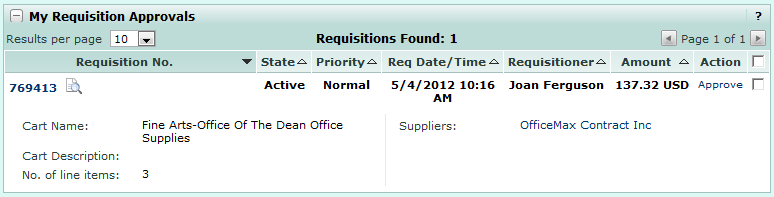 My Requisition Approvals ?
Results per page 10 Requisitions Found: 1 Page 1 of 1
Requisition No. State Priority Req Date/Time Requisitioner Amount Action
769413 Active Normal 5/4/2012 10:16 Joan Ferguson 137.32 USD Approve
AM
Cart Name: Fine Arts-Office Of The Dean Office Suppliers: OfficeMax Contract Inc
Supplies
Cart Description:
No. of line items: 3